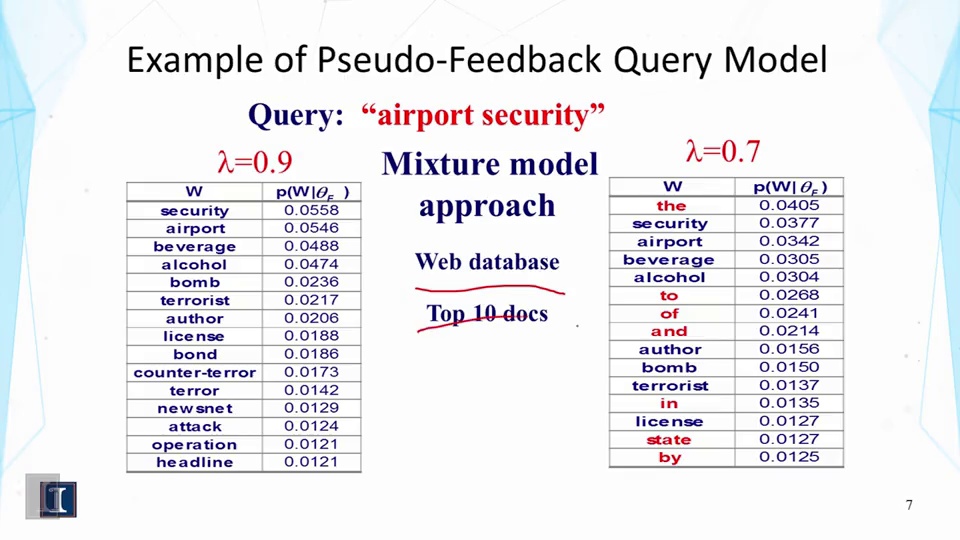 Example of Pseudo-Feedback Query Model
Query: “airport security”
λ=0.9
Mixture model
approach
Web database
Top 10 docs
λ=0.7
W p(W|θF )
security 0.0558
airport 0.0546
beverage 0.0488
alcohol 0.0474
bomb 0.0236
terrorist 0.0217
author 0.0206
license 0.0188
bond 0.0186
counter-terror 0.0173
terror 0.0142
newsnet 0.0129
attack 0.0124
operation 0.0121
headline 0.0121
W p(W|θF )
the 0.0405
security 0.0377
airport 0.0342
beverage 0.0305
alcohol 0.0304
to 0.0268
of 0.0241
and 0.0214
author 0.0156
bomb 0.0150
terrorist 0.0137
in 0.0135
license 0.0127
state 0.0127
by 0.0125
I
7